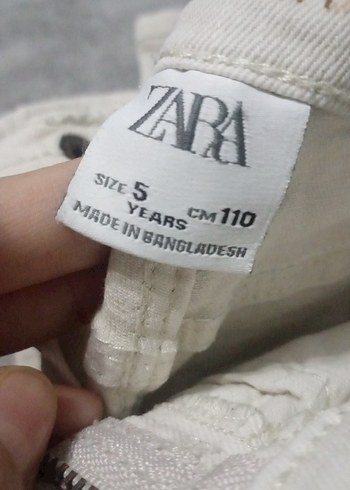 ZARA
SIZE 5 YEARS CM 110
MADE IN BANGLADESH